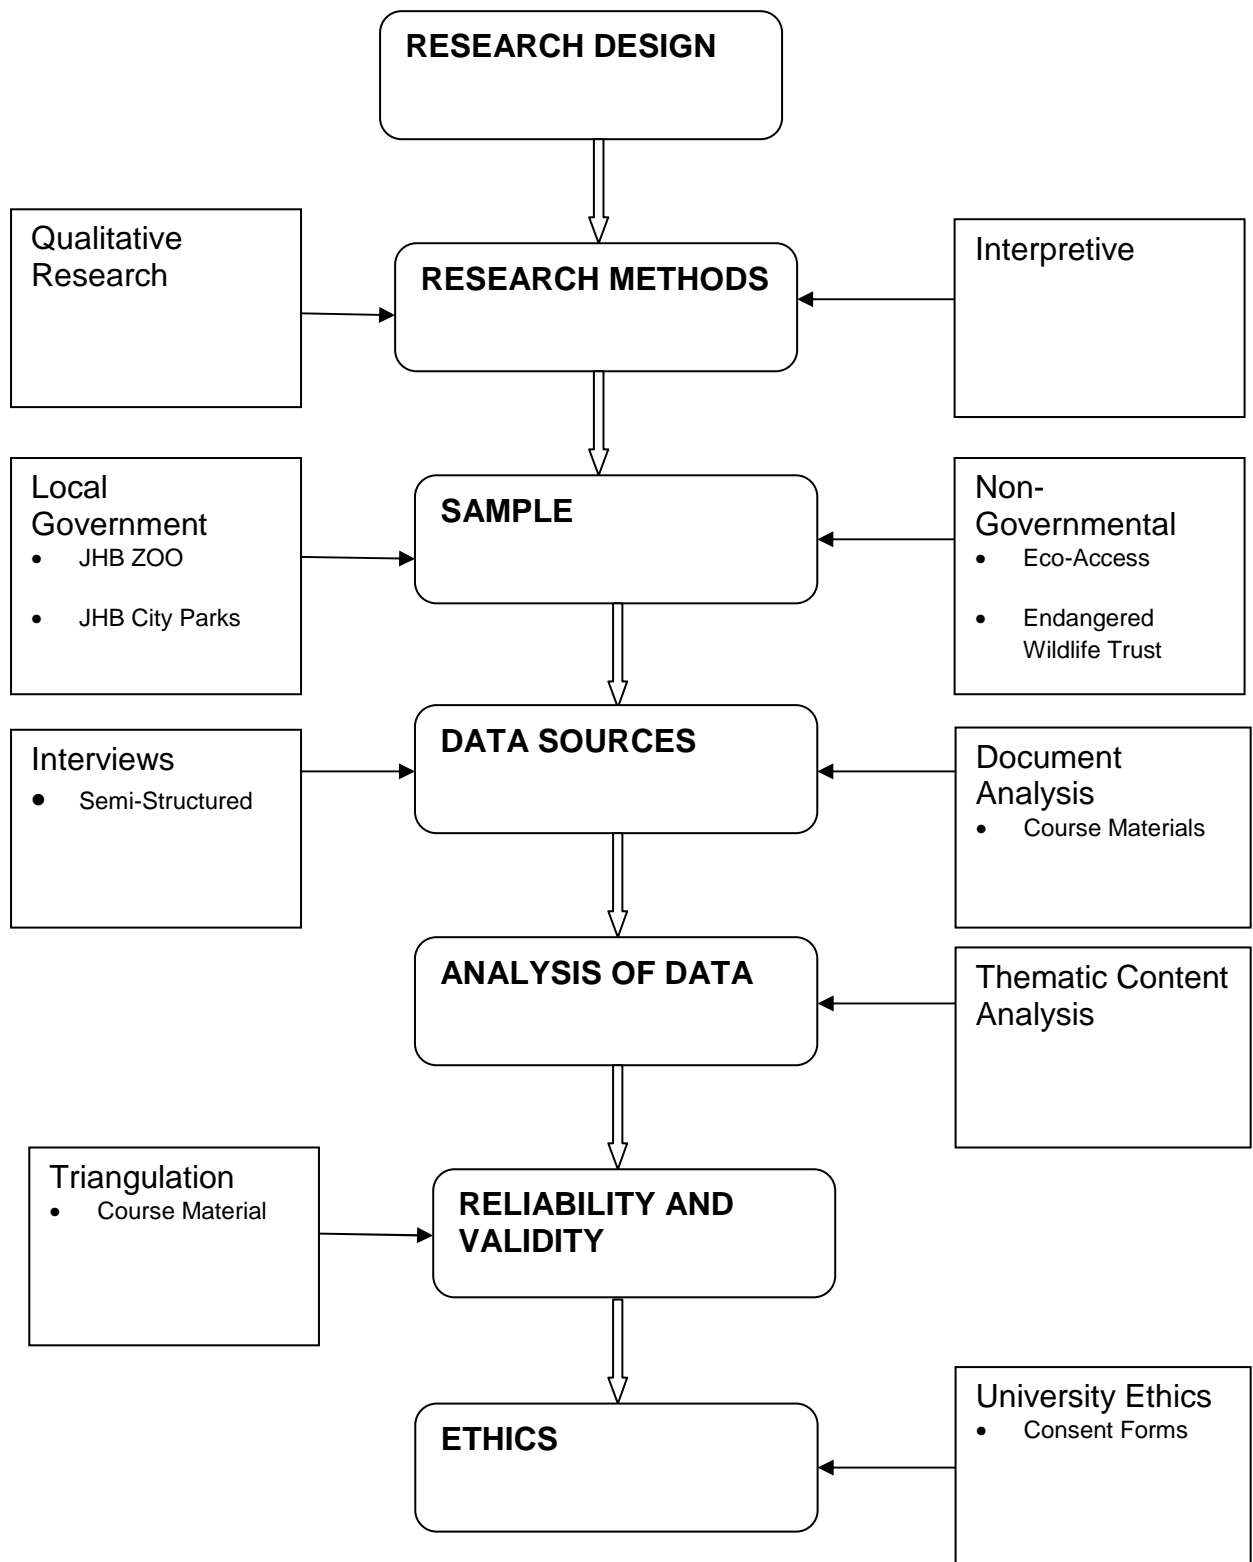 RESEARCH DESIGN
Qualitative
Research
RESEARCH METHODS
Interpretive
Local
Government
• JHB ZOO
• JHB City Parks
SAMPLE
Non-
Governmental
• Eco-Access
• Endangered
Wildlife Trust
Interviews
• Semi-Structured
DATA SOURCES
Document
Analysis
• Course Materials
ANALYSIS OF DATA
Thematic Content
Analysis
Triangulation
• Course Material
RELIABILITY AND
VALIDITY
ETHICS
University Ethics
• Consent Forms